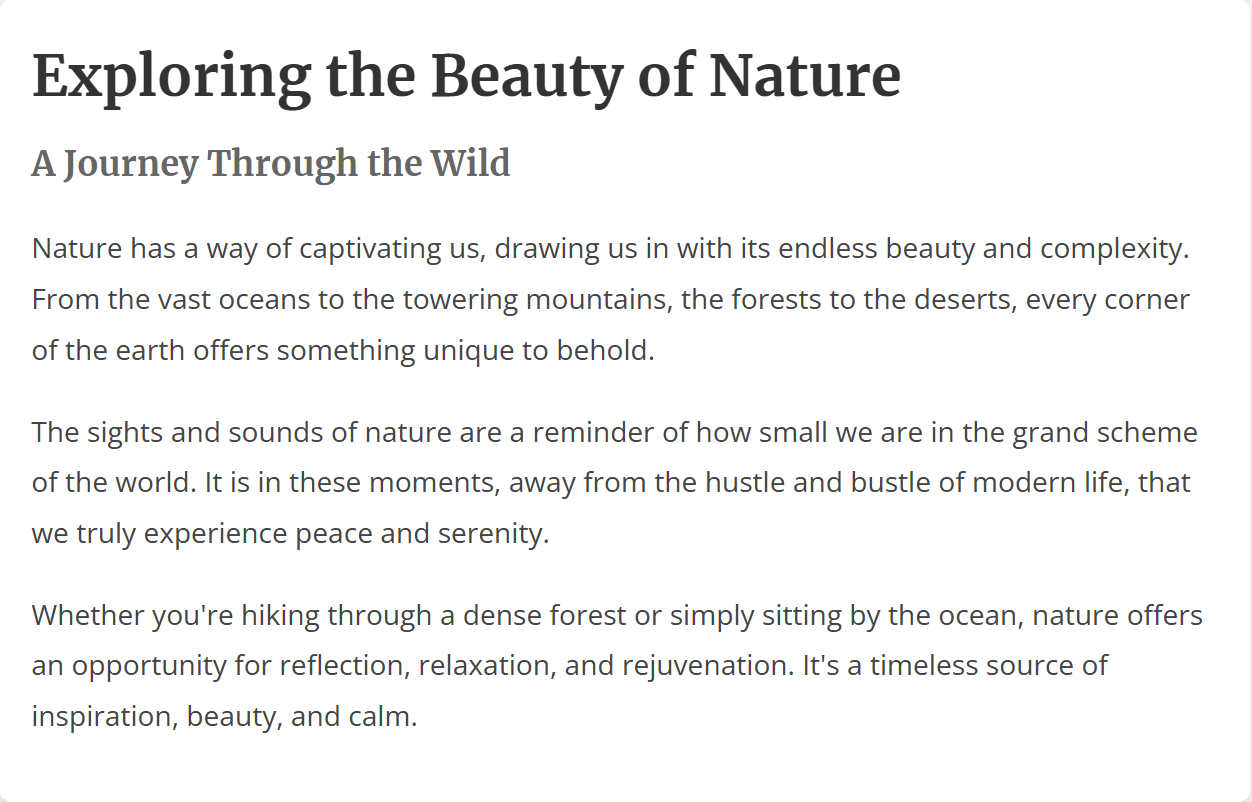 Exploring the Beauty of Nature
A Journey Through the Wild
Nature has a way of captivating us, drawing us in with its endless beauty and complexity.
From the vast oceans to the towering mountains, the forests to the deserts, every corner
of the earth offers something unique to behold.
The sights and sounds of nature are a reminder of how small we are in the grand scheme
of the world. It is in these moments, away from the hustle and bustle of modern life, that
we truly experience peace and serenity.
Whether you're hiking through a dense forest or simply sitting by the ocean, nature offers
an opportunity for reflection, relaxation, and rejuvenation. It's a timeless source of
inspiration, beauty, and calm.